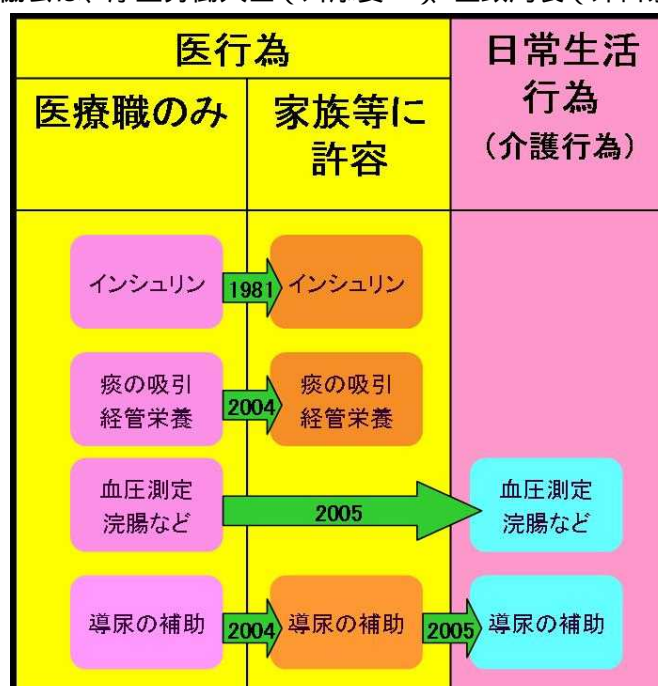 医行為
日常生活
行為
(介護行為)
医療職のみ
家族等に
許容
インシュリン
1981
インシュリン
痰の吸引
経管栄養
2004
痰の吸引
経管栄養
血圧測定
浣腸など
2005
血圧測定
浣腸など
導尿の補助
2004
導尿の補助
2005
導尿の補助